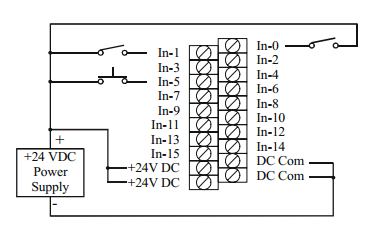 In-0
In-1
In-2
In-3
In-4
In-5
In-6
In-7
In-8
In-9
In-10
In-11
In-12
In-13
In-14
In-15
DC Com
+24V DC
DC Com
+24V DC
+
+24 VDC
Power
Supply
-